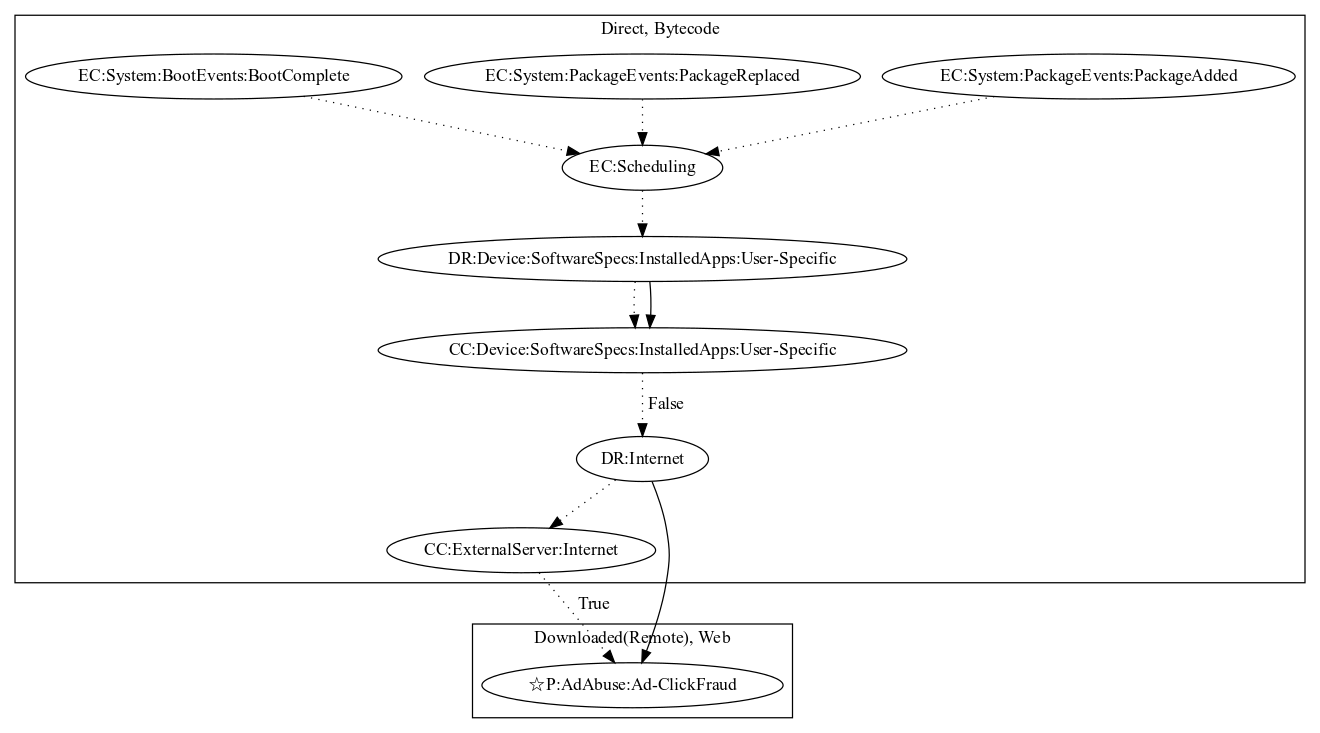 Direct, Bytecode
EC:System:BootEvents:BootComplete
EC:System:PackageEvents:PackageReplaced
EC:System:PackageEvents:PackageAdded
EC:Scheduling
DR:Device:SoftwareSpecs:InstalledApps:User-Specific
CC:Device:SoftwareSpecs:InstalledApps:User-Specific
False
DR:Internet
CC:ExternalServer:Internet
True
Downloaded(Remote), Web
☆P:AdAbuse:Ad-ClickFraud